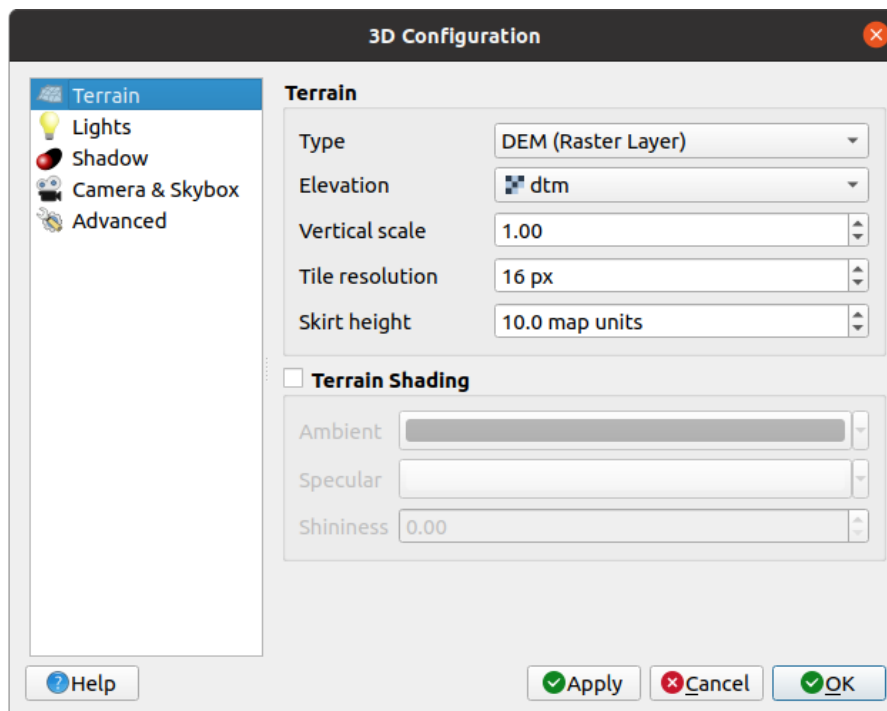 3D Configuration
Terrain
Lights
Shadow
Camera & Skybox
Advanced
Terrain
Type DEM (Raster Layer)
Elevation dtm
Vertical scale 1.00
Tile resolution 16 px
Skirt height 10.0 map units
Terrain Shading
Ambient
Specular
Shininess 0.00
Help Apply Cancel OK